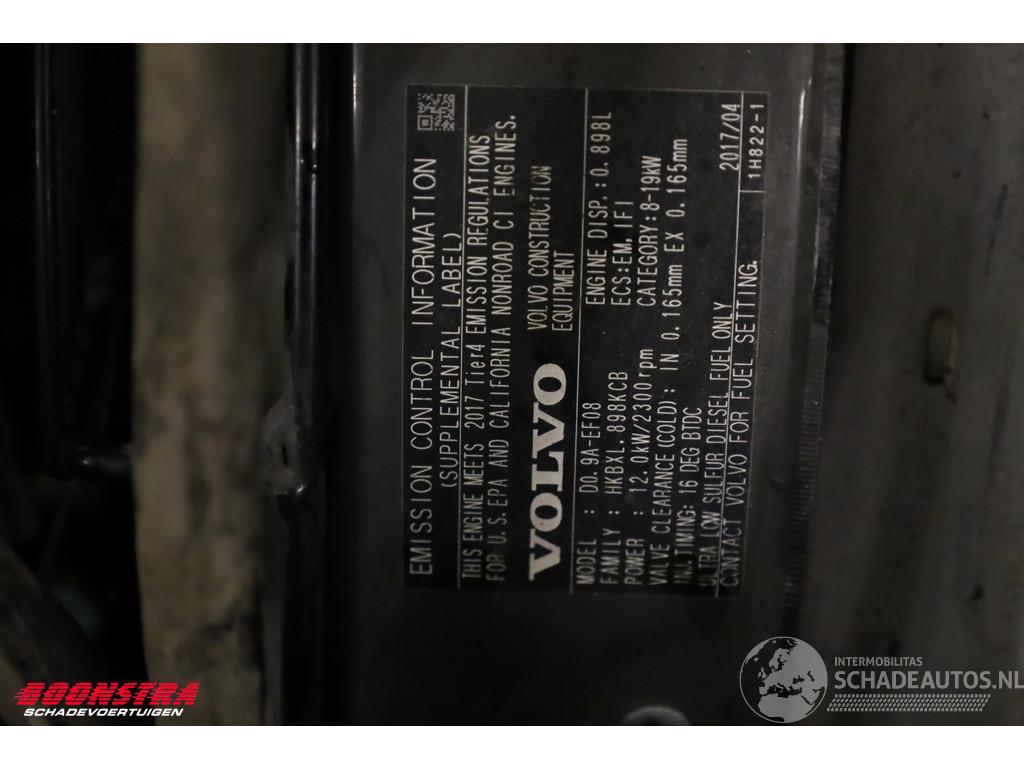 EMISSION CONTROL INFORMATION
(SUPPLEMENTAL LABEL)
THIS ENGINE MEETS 2017 Tier4 EMISSION REGULATIONS
FOR U.S. EPA AND CALIFORNIA NONROAD CI ENGINES.
VOLVO
VOLVO CONSTRUCTION
EQUIPMENT
MODEL : D0.9A-EF08 ENGINE DISP.:0.898L
FAMILY : HKBXL.898KCB ECS:EM,IFI
POWER : 12.0kW/2300rpm CATEGORY:8-19kW
VALVE CLEARANCE(COLD): IN 0.165mm EX 0.165mm
INJ.TIMING: 16 DEG BTDC
ULTRA LOW SULFUR DIESEL FUEL ONLY 2017/04
CONTACT VOLVO FOR FUEL SETTING. 1H822-1
BOONSTRA
SCHADEVOERTUIGEN
INTERMOBILITAS
SCHADEAUTOS.NL